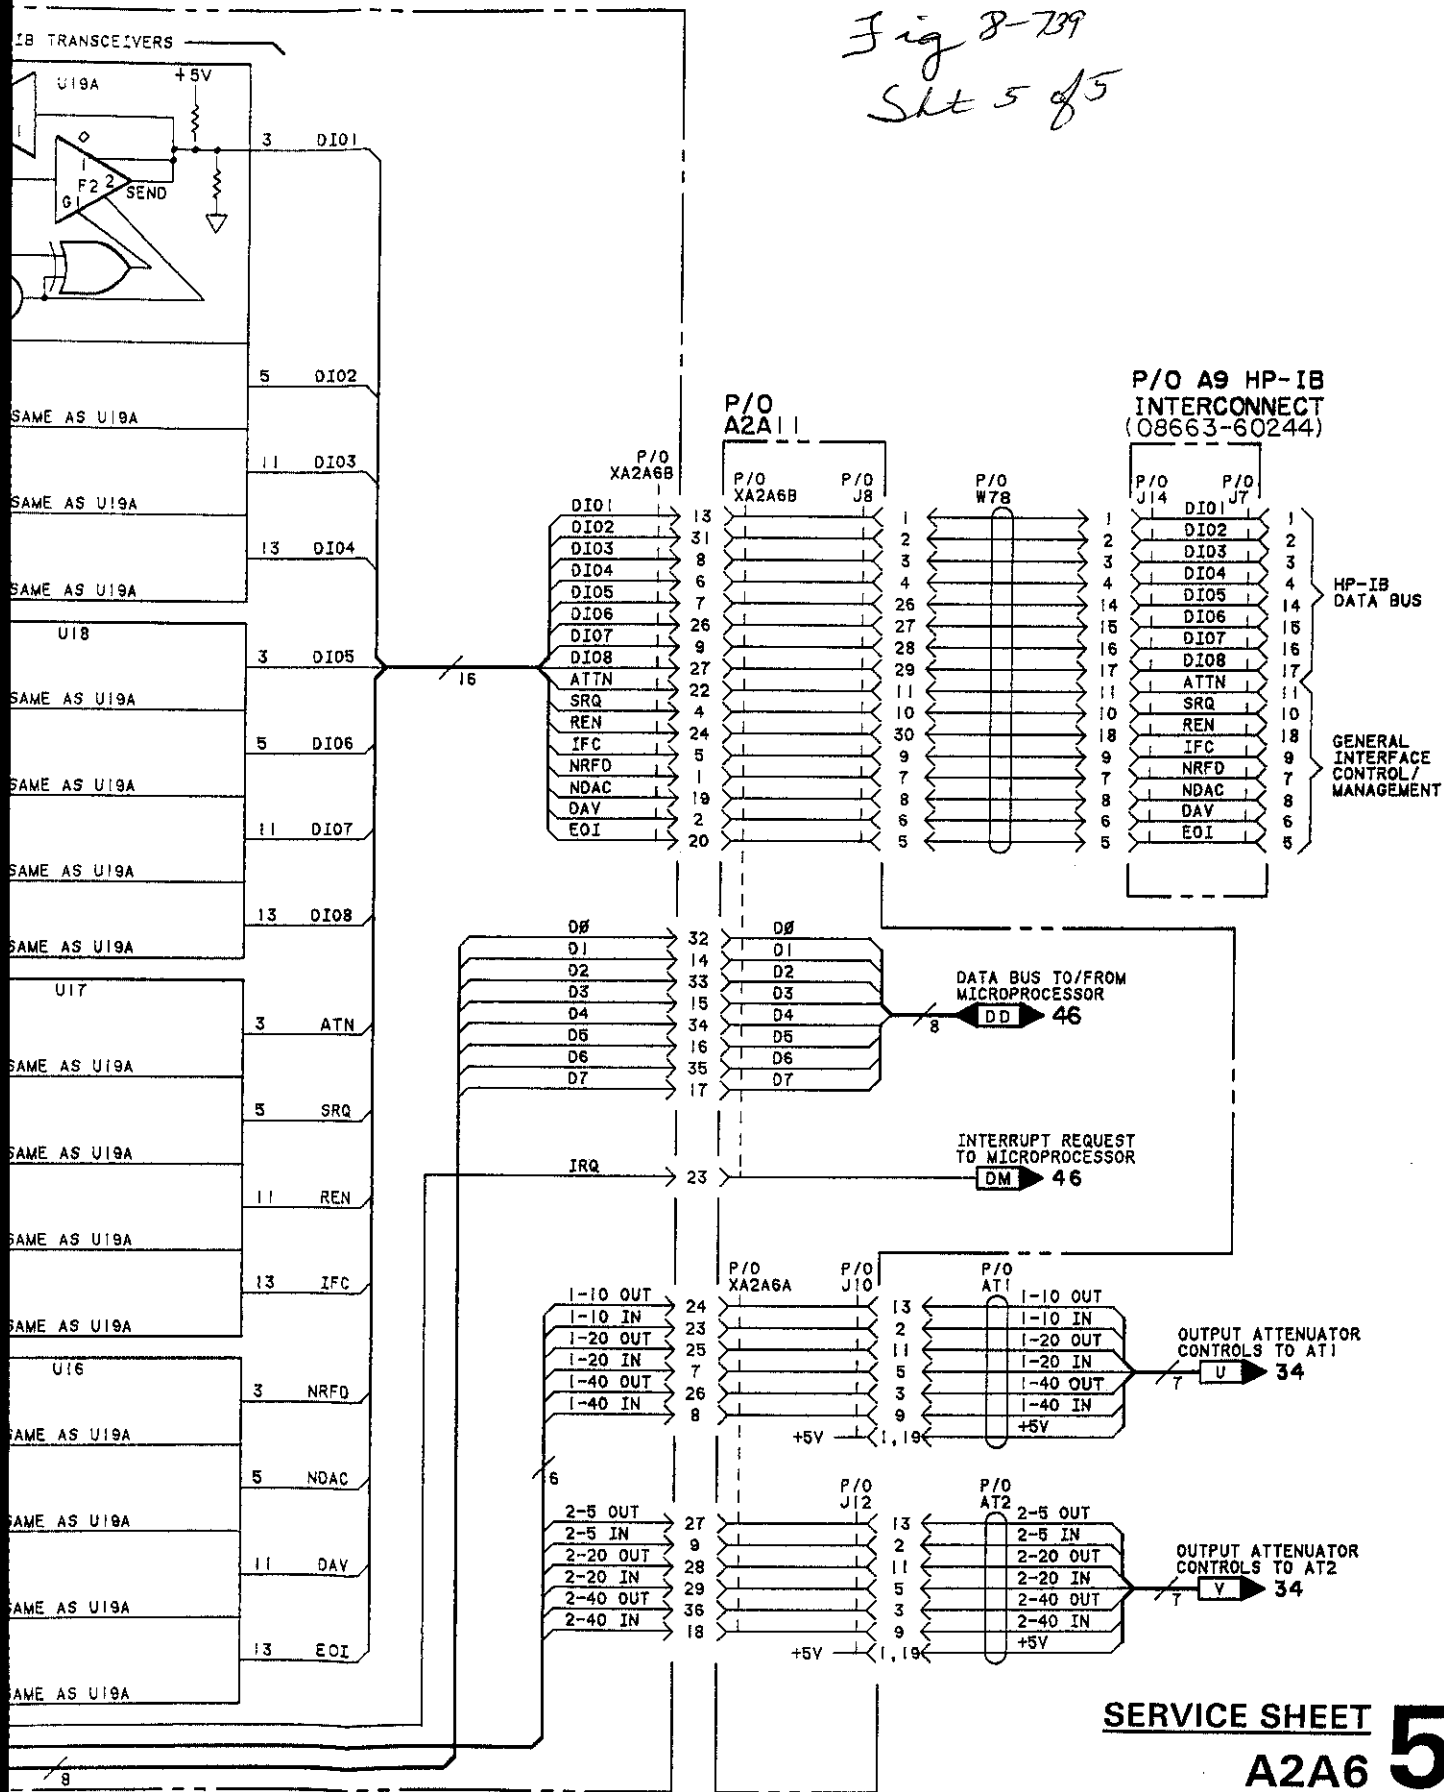 Fig 8-739
Sht 5 of 5
IB TRANSCEIVERS
U19A
+5V
3 DIO1
F2 2
SEND
G1
5 DIO2
SAME AS U19A
11 DIO3
SAME AS U19A
13 DIO4
SAME AS U19A
U18
3 DIO5
SAME AS U19A
5 DIO6
SAME AS U19A
11 DIO7
SAME AS U19A
13 DIO8
SAME AS U19A
U17
3 ATN
SAME AS U19A
5 SRQ
SAME AS U19A
11 REN
SAME AS U19A
13 IFC
SAME AS U19A
U16
3 NRFD
SAME AS U19A
5 NDAC
SAME AS U19A
11 DAV
SAME AS U19A
13 EOI
SAME AS U19A
8
16
P/O
A2A11
P/O A9 HP-IB
INTERCONNECT
(08663-60244)
P/O
XA2A6B
P/O
XA2A6B
P/O
J8
P/O
W78
P/O
J14
P/O
J7
DIO1 13 1 1 DIO1 1
DIO2 31 2 2 DIO2 2
DIO3 8 3 3 DIO3 3
DIO4 6 4 4 DIO4 4
DIO5 7 26 14 DIO5 14
DIO6 26 27 15 DIO6 15
DIO7 9 28 16 DIO7 16
DIO8 27 29 17 DIO8 17
ATTN 22 11 11 ATTN 11
SRQ 4 10 10 SRQ 10
REN 24 30 18 REN 18
IFC 5 9 9 IFC 9
NRFD 1 7 7 NRFD 7
NDAC 19 8 8 NDAC 8
DAV 2 6 6 DAV 6
EOI 20 5 5 EOI 5
HP-IB
DATA BUS
GENERAL
INTERFACE
CONTROL/
MANAGEMENT
DØ 32 DØ
D1 14 D1
D2 33 D2
D3 15 D3
D4 34 D4
D5 16 D5
D6 35 D6
D7 17 D7
8
DATA BUS TO/FROM
MICROPROCESSOR
DD 46
IRQ 23
INTERRUPT REQUEST
TO MICROPROCESSOR
DM 46
P/O
XA2A6A
P/O
J10
P/O
AT1
1-10 OUT 24 13 1-10 OUT
1-10 IN 23 2 1-10 IN
1-20 OUT 25 11 1-20 OUT
1-20 IN 7 5 1-20 IN
1-40 OUT 26 3 1-40 OUT
1-40 IN 8 9 1-40 IN
+5V 1,19 +5V
7
OUTPUT ATTENUATOR
CONTROLS TO AT1
U 34
6
P/O
J12
P/O
AT2
2-5 OUT 27 13 2-5 OUT
2-5 IN 9 2 2-5 IN
2-20 OUT 28 11 2-20 OUT
2-20 IN 29 5 2-20 IN
2-40 OUT 36 3 2-40 OUT
2-40 IN 18 9 2-40 IN
+5V 1,19 +5V
7
OUTPUT ATTENUATOR
CONTROLS TO AT2
V 34
SERVICE SHEET 5
A2A6